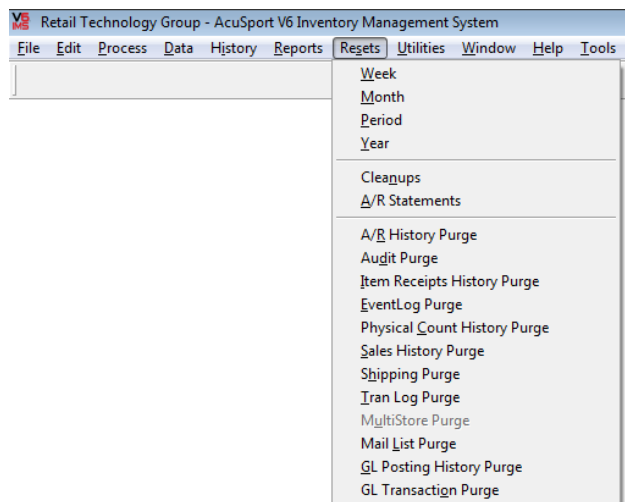 V6 IMS Retail Technology Group - AcuSport V6 Inventory Management System
File Edit Process Data History Reports Resets Utilities Window Help Tools
Week
Month
Period
Year
Cleanups
A/R Statements
A/R History Purge
Audit Purge
Item Receipts History Purge
EventLog Purge
Physical Count History Purge
Sales History Purge
Shipping Purge
Tran Log Purge
MultiStore Purge
Mail List Purge
GL Posting History Purge
GL Transaction Purge